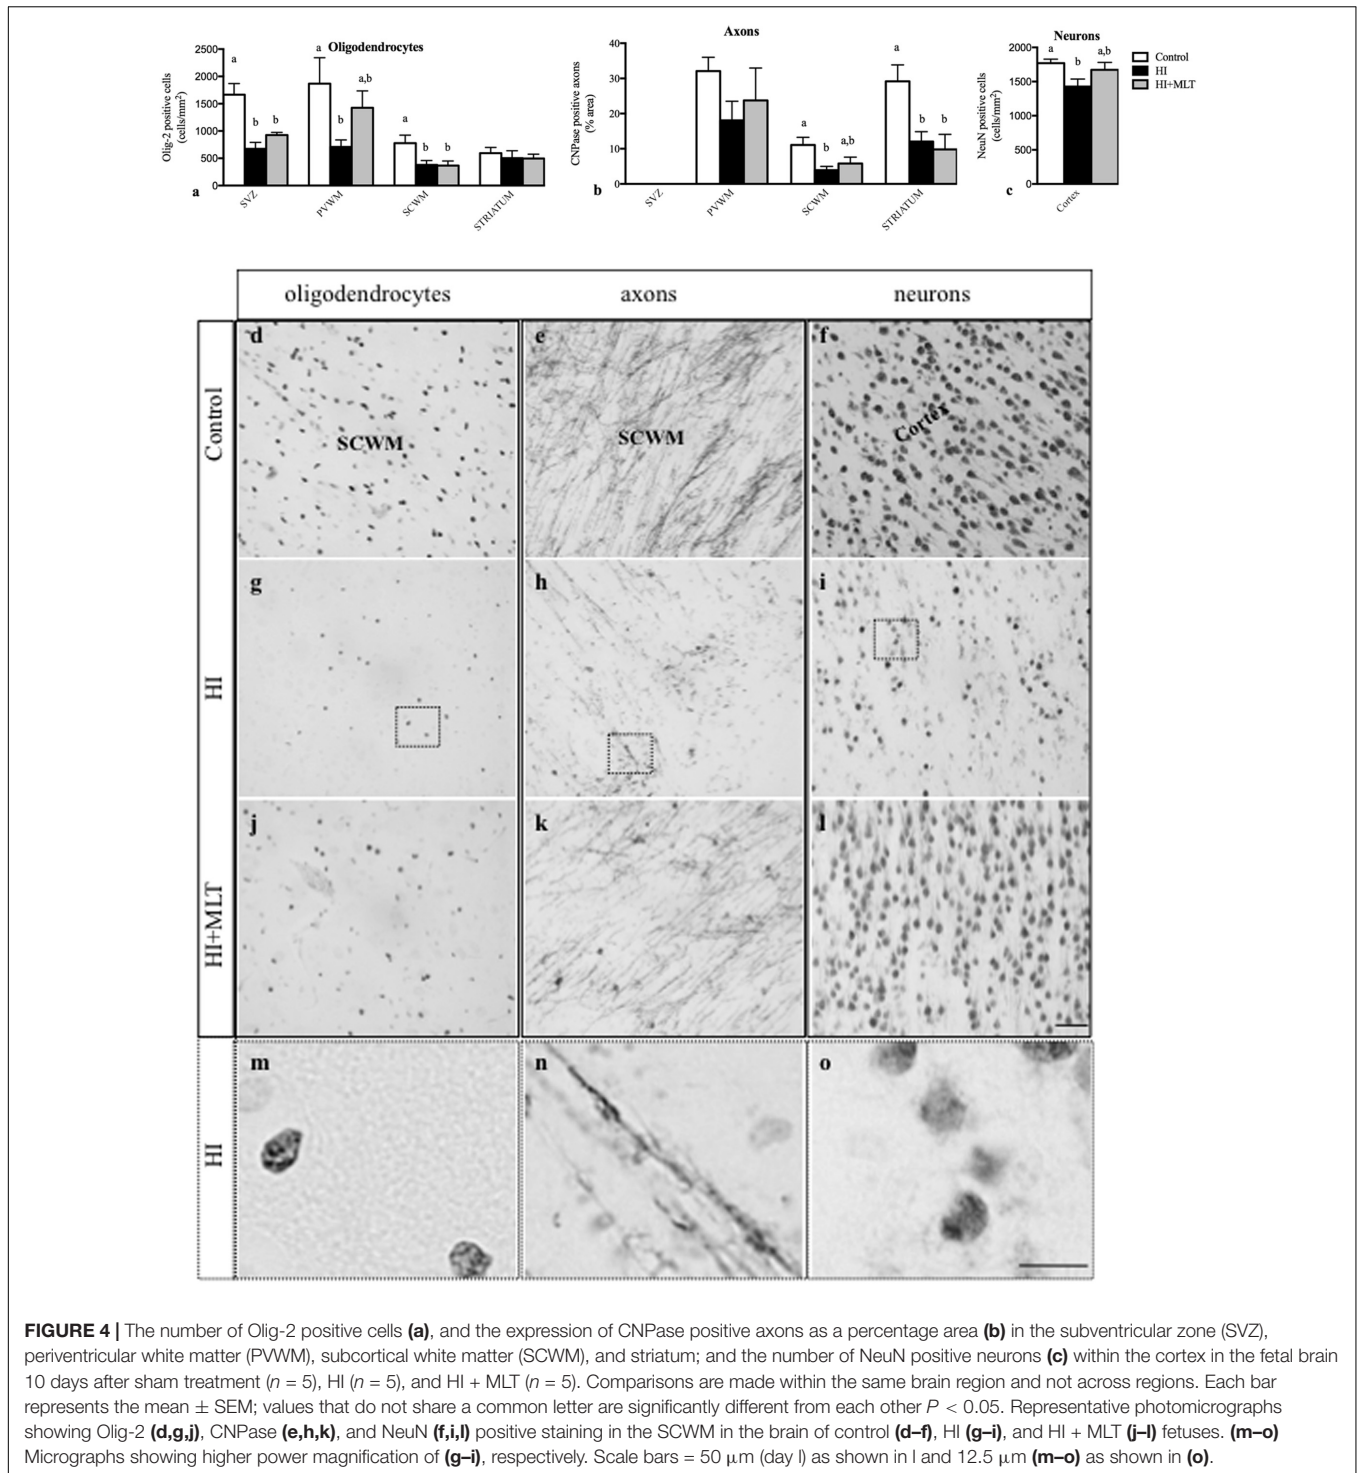 Oligodendrocytes
Olig-2 positive cells
(cells/mm²)
2500
2000
1500
1000
500
0
a
b
b
a
b
a,b
a
b
b
SVZ
PVWM
SCWM
STRIATUM
a
Axons
CNPase positive axons
(% area)
40
30
20
10
0
a
b
a,b
a
b
b
SVZ
PVWM
SCWM
STRIATUM
b
Neurons
NeuN positive cells
(cells/mm²)
2000
1500
1000
500
0
a
b
a,b
Cortex
c
Control
HI
HI+MLT
oligodendrocytes axons neurons
Control
d
SCWM
e
SCWM
f
Cortex
HI
g
h
i
HI+MLT
j
k
l
HI
m
n
o
FIGURE 4 | The number of Olig-2 positive cells (a), and the expression of CNPase positive axons as a percentage area (b) in the subventricular zone (SVZ),
periventricular white matter (PVWM), subcortical white matter (SCWM), and striatum; and the number of NeuN positive neurons (c) within the cortex in the fetal brain
10 days after sham treatment (n = 5), HI (n = 5), and HI + MLT (n = 5). Comparisons are made within the same brain region and not across regions. Each bar
represents the mean ± SEM; values that do not share a common letter are significantly different from each other P < 0.05. Representative photomicrographs
showing Olig-2 (d,g,j), CNPase (e,h,k), and NeuN (f,i,l) positive staining in the SCWM in the brain of control (d–f), HI (g–i), and HI + MLT (j–l) fetuses. (m–o)
Micrographs showing higher power magnification of (g–i), respectively. Scale bars = 50 μm (day l) as shown in l and 12.5 μm (m–o) as shown in (o).